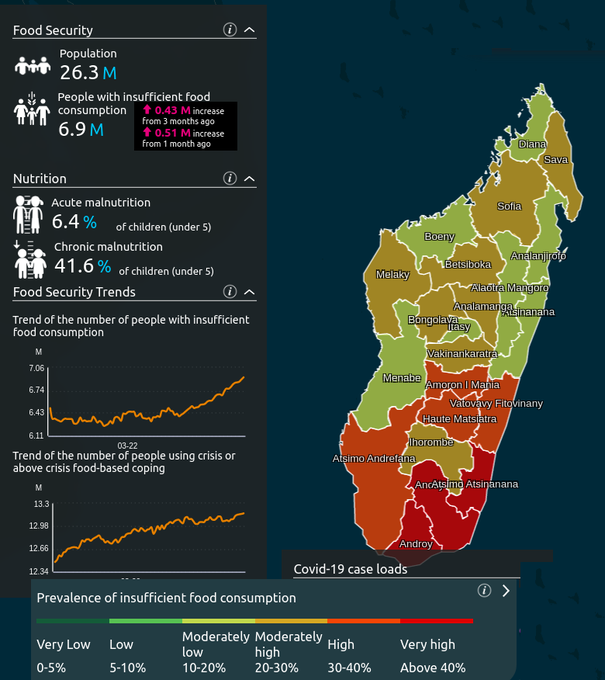 Food Security
Population
26.3 M
People with insufficient food
consumption
6.9 M
0.43 M increase
from 3 months ago
0.51 M increase
from 1 month ago
Nutrition
Acute malnutrition
6.4 % of children (under 5)
Chronic malnutrition
41.6 % of children (under 5)
Food Security Trends
Trend of the number of people with insufficient
food consumption
M
7.06
6.74
6.43
6.11
03-22
Trend of the number of people using crisis or
above crisis food-based coping
M
13.3
12.98
12.66
12.34
Diana
Sava
Sofia
Boeny
Analanjirofo
Betsiboka
Melaky
Alaotra Mangoro
Analamanga
Atsinanana
Bongolava
Itasy
Vakinankaratra
Menabe
Amoron I Mania
Vatovavy Fitovinany
Haute Matsiatra
Ihorombe
Atsimo Andrefana
Atsimo Atsinanana
Androy
Covid-19 case loads
Prevalence of insufficient food consumption
Very Low
Low
Moderately
low
Moderately
high
High
Very high
0-5%
5-10%
10-20%
20-30%
30-40%
Above 40%